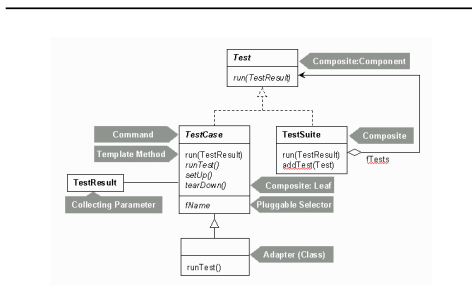 Test
Composite:Component
run(TestResult)
Command
TestCase
TestSuite
Composite
Template Method
run(TestResult)
runTest()
setUp()
tearDown()
run(TestResult)
addTest(Test)
fTests
TestResult
Composite: Leaf
Collecting Parameter
fName
Pluggable Selector
Adapter (Class)
runTest()